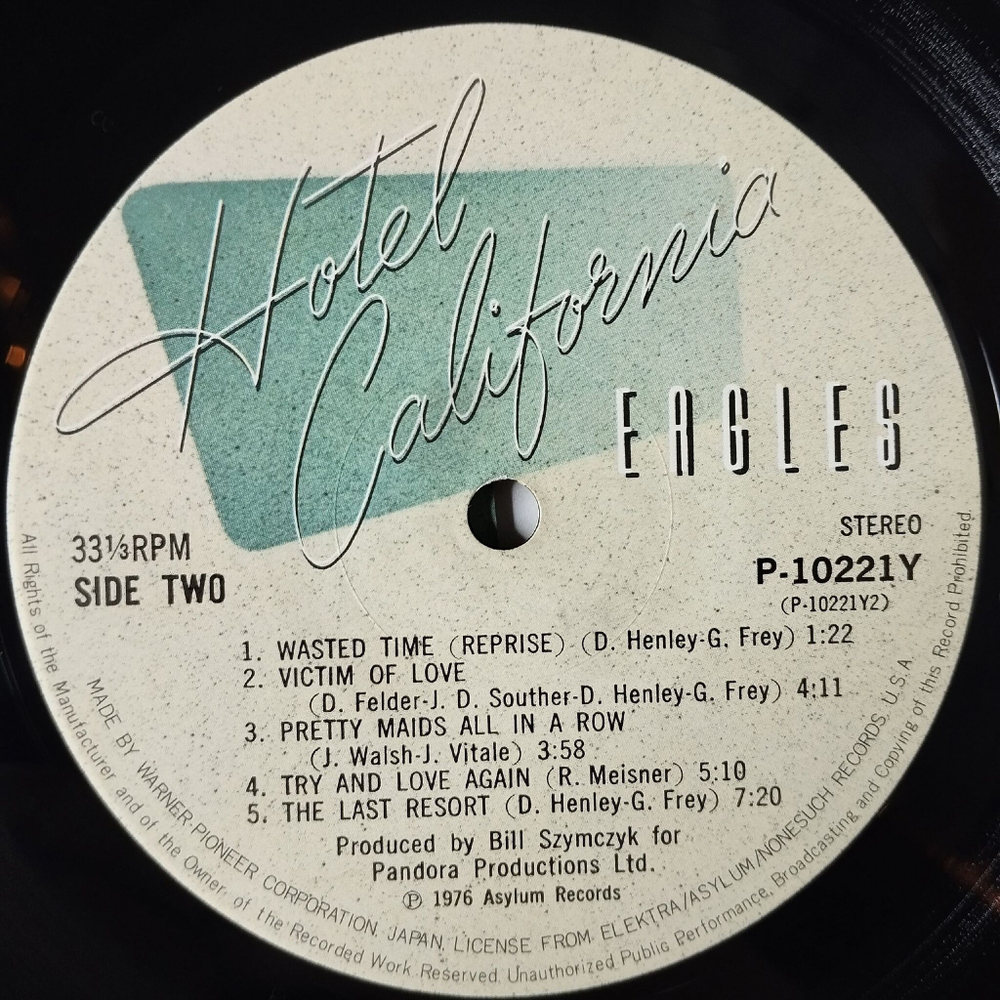 Hotel
California
EAGLES
STEREO
33⅓RPM
P-10221Y
SIDE TWO
(P-10221Y2)
1. WASTED TIME (REPRISE) (D. Henley-G. Frey) 1:22
2. VICTIM OF LOVE
(D. Felder-J. D. Souther-D. Henley-G. Frey) 4:11
3. PRETTY MAIDS ALL IN A ROW
(J. Walsh-J. Vitale) 3:58
4. TRY AND LOVE AGAIN (R. Meisner) 5:10
5. THE LAST RESORT (D. Henley-G. Frey) 7:20
Produced by Bill Szymczyk for
Pandora Productions Ltd.
Ⓟ 1976 Asylum Records
MADE BY WARNER-PIONEER CORPORATION, JAPAN, LICENSE FROM ELEKTRA/ASYLUM/NONESUCH RECORDS, U.S.A
All Rights of the Manufacturer and of the Owner of the Recorded Work Reserved. Unauthorized Public Performance, Broadcasting and Copying of this Record Prohibited.